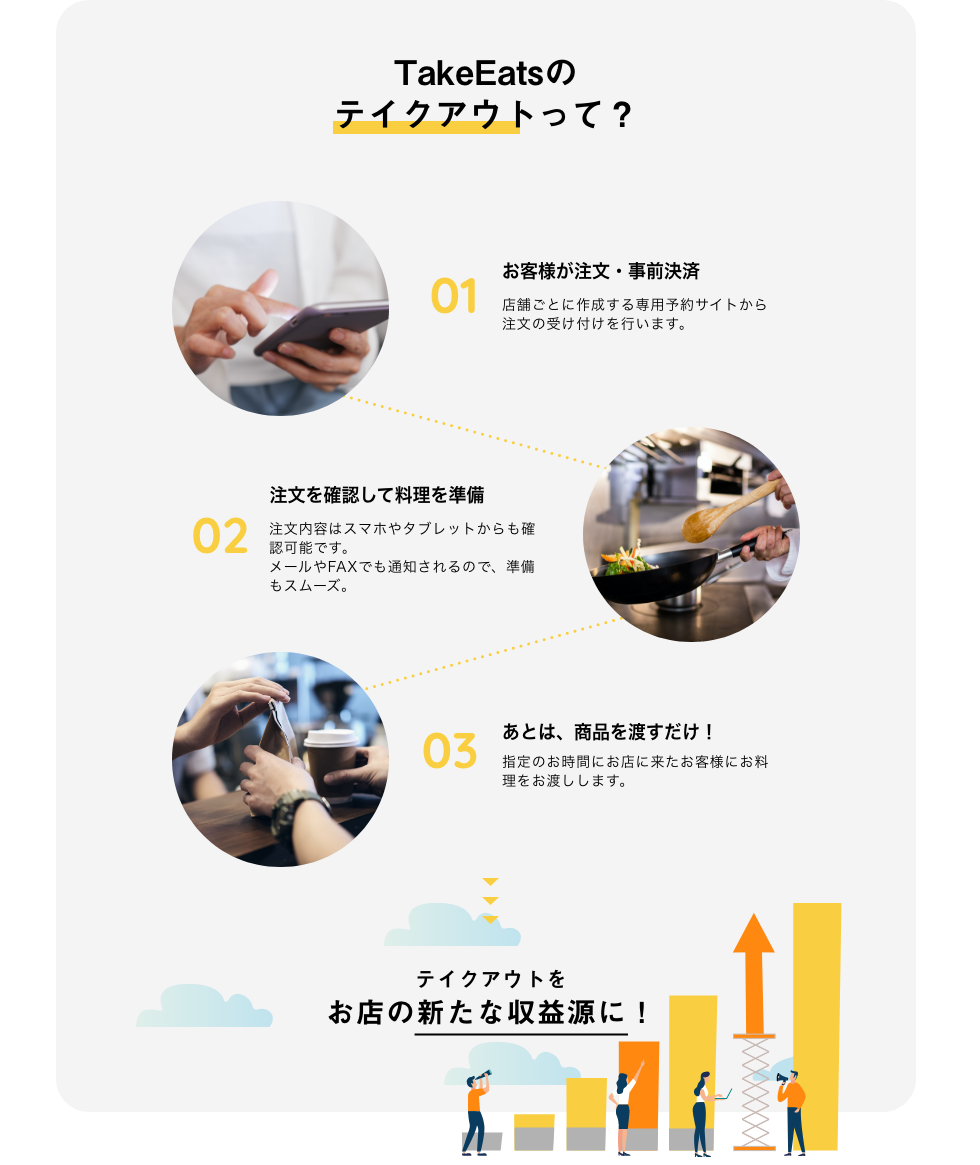 TakeEatsの
テイクアウトって？
01
お客様が注文・事前決済
店舗ごとに作成する専用予約サイトから
注文の受け付けを行います。
02
注文を確認して料理を準備
注文内容はスマホやタブレットからも確
認可能です。
メールやFAXでも通知されるので、準備
もスムーズ。
03
あとは、商品を渡すだけ！
指定のお時間にお店に来たお客様にお料
理をお渡しします。
テイクアウトを
お店の新たな収益源に！